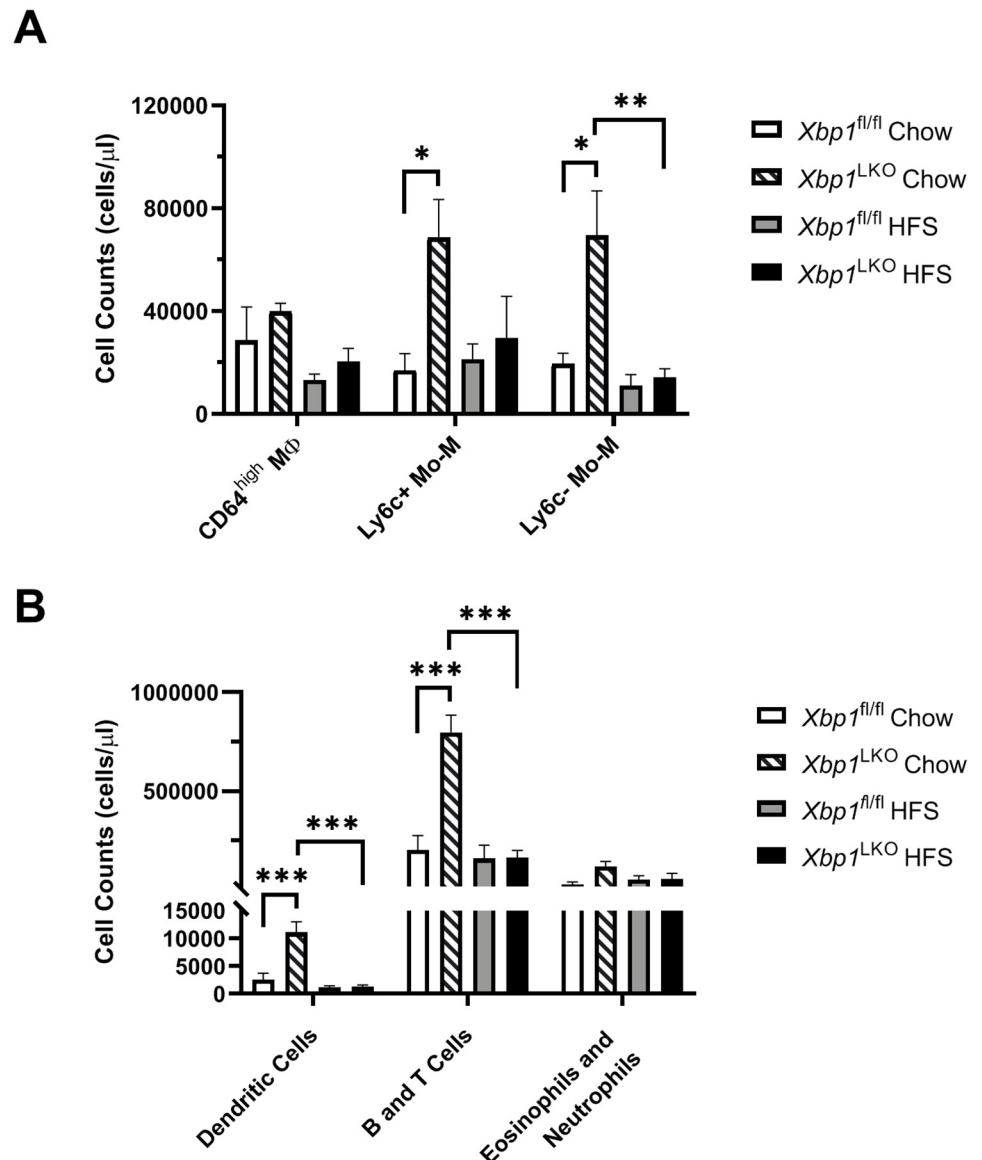 A
120000
80000
40000
0
Cell Counts (cells/μl)
*
*
**
CD64high MΦ
Ly6c+ Mo-M
Ly6c- Mo-M
Xbp1fl/fl Chow
Xbp1LKO Chow
Xbp1fl/fl HFS
Xbp1LKO HFS
B
1000000
500000
15000
10000
5000
0
Cell Counts (cells/μl)
***
***
***
***
Dendritic Cells
B and T Cells
Eosinophils and
Neutrophils
Xbp1fl/fl Chow
Xbp1LKO Chow
Xbp1fl/fl HFS
Xbp1LKO HFS